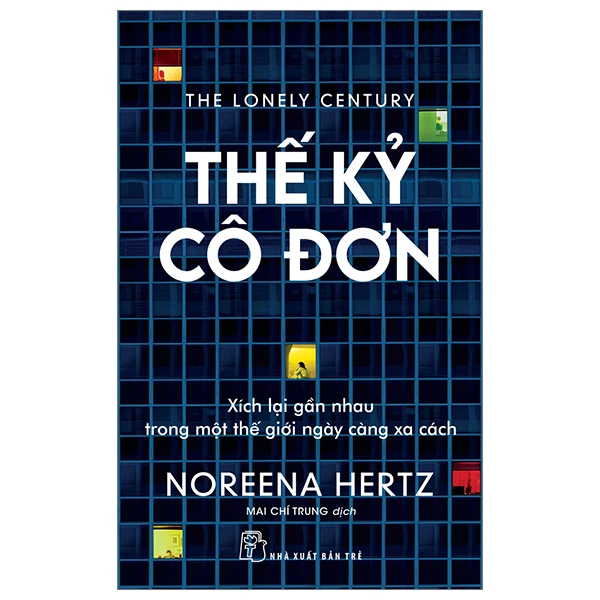 THE LONELY CENTURY
THẾ KỶ
CÔ ĐƠN
Xích lại gần nhau
trong một thế giới ngày càng xa cách
NOREENA HERTZ
MAI CHÍ TRUNG dịch
NHÀ XUẤT BẢN TRẺ